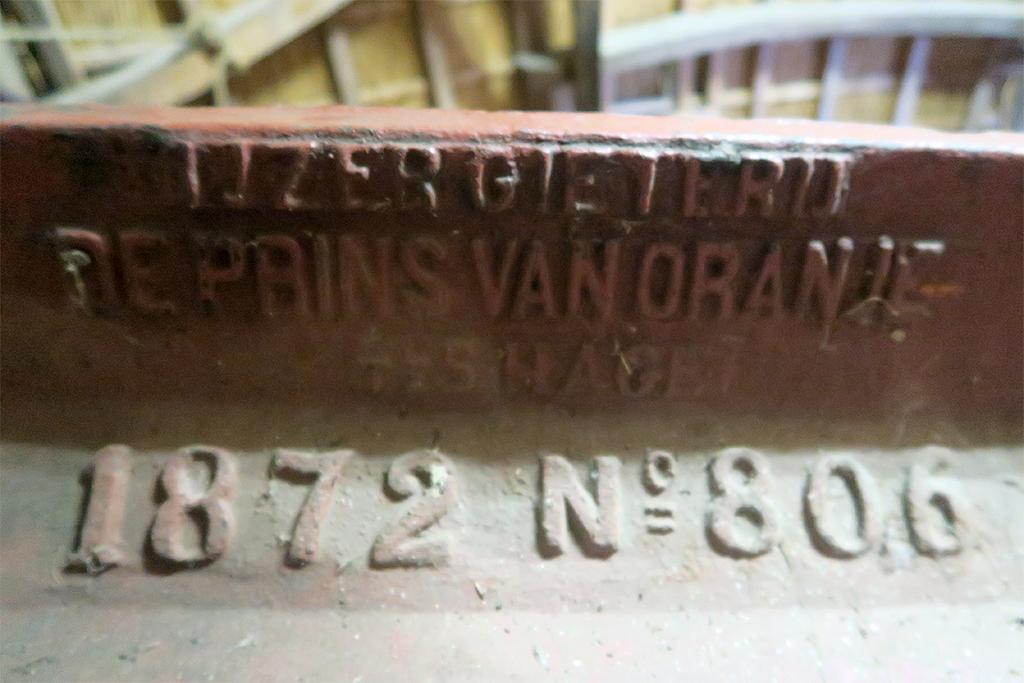 IJZERGIETERIJ
DE PRINS VAN ORANJE
1872 Nº 806